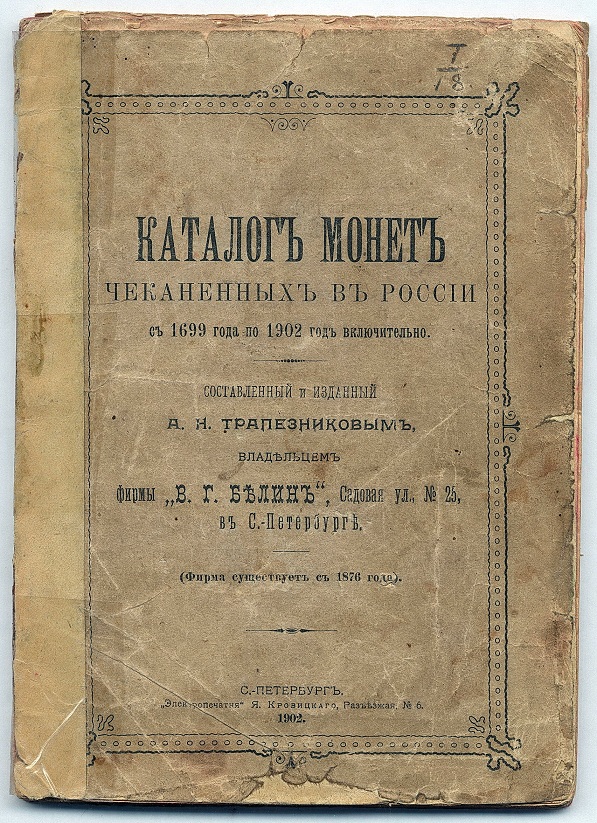 Т/18
КАТАЛОГЪ МОНЕТЪ
ЧЕКАНЕННЫХЪ ВЪ РОССІИ
съ 1699 года по 1902 годъ включительно.
СОСТАВЛЕННЫЙ и ИЗДАННЫЙ
А. Н. ТРАПЕЗНИКОВЫМЪ,
ВЛАДѢЛЬЦЕМЪ
фирмы „В. Г. БѢЛИНЪ“, Садовая ул., № 25,
въ С.-Петербургѣ.
(Фирма существуетъ съ 1876 года).
С.-ПЕТЕРБУРГЪ.
„Электропечатня“ Я. Кровицкаго, Разъѣзжая, № 6.
1902.